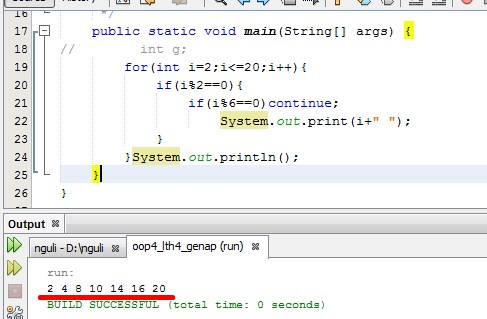 History
16 */
17 public static void main(String[] args) {
18 // int g;
19 for(int i=2;i<=20;i++){
20 if(i%2==0){
21 if(i%6==0)continue;
22 System.out.print(i+" ");
23 }
24 }System.out.println();
25 }
26 }
Output
nguli - D:\nguli oop4_lth4_genap (run)
run:
2 4 8 10 14 16 20
BUILD SUCCESSFUL (total time: 0 seconds)